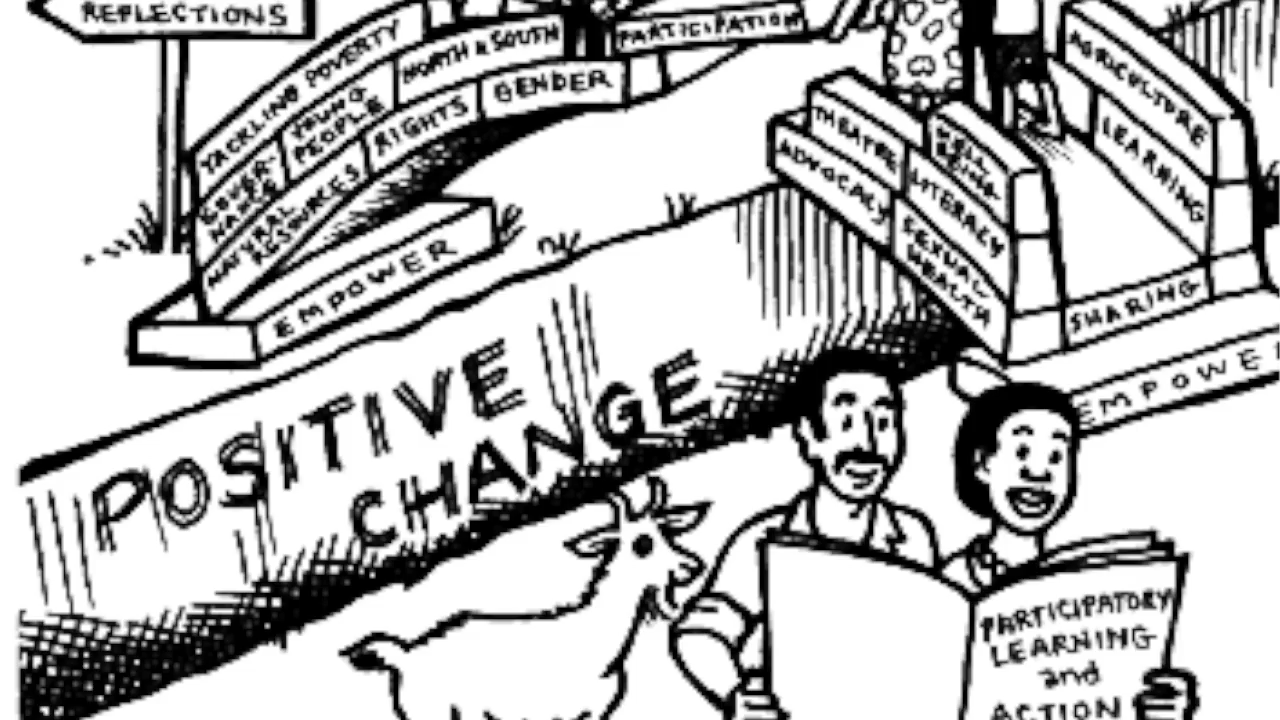 REFLECTIONS
TACKLING POVERTY
NORTH & SOUTH
PARTICIPATION
GOVER-
NANCE
YOUNG
PEOPLE
RIGHTS
GENDER
NATURAL
RESOURCES
EMPOWER
AGRICULTURE
LEARNING
THEATRE
WELL
BEING
ADVOCACY
LITERACY
SEXUAL
HEALTH
SHARING
EMPOWER
POSITIVE
CHANGE
PARTICIPATORY
LEARNING
and
ACTION